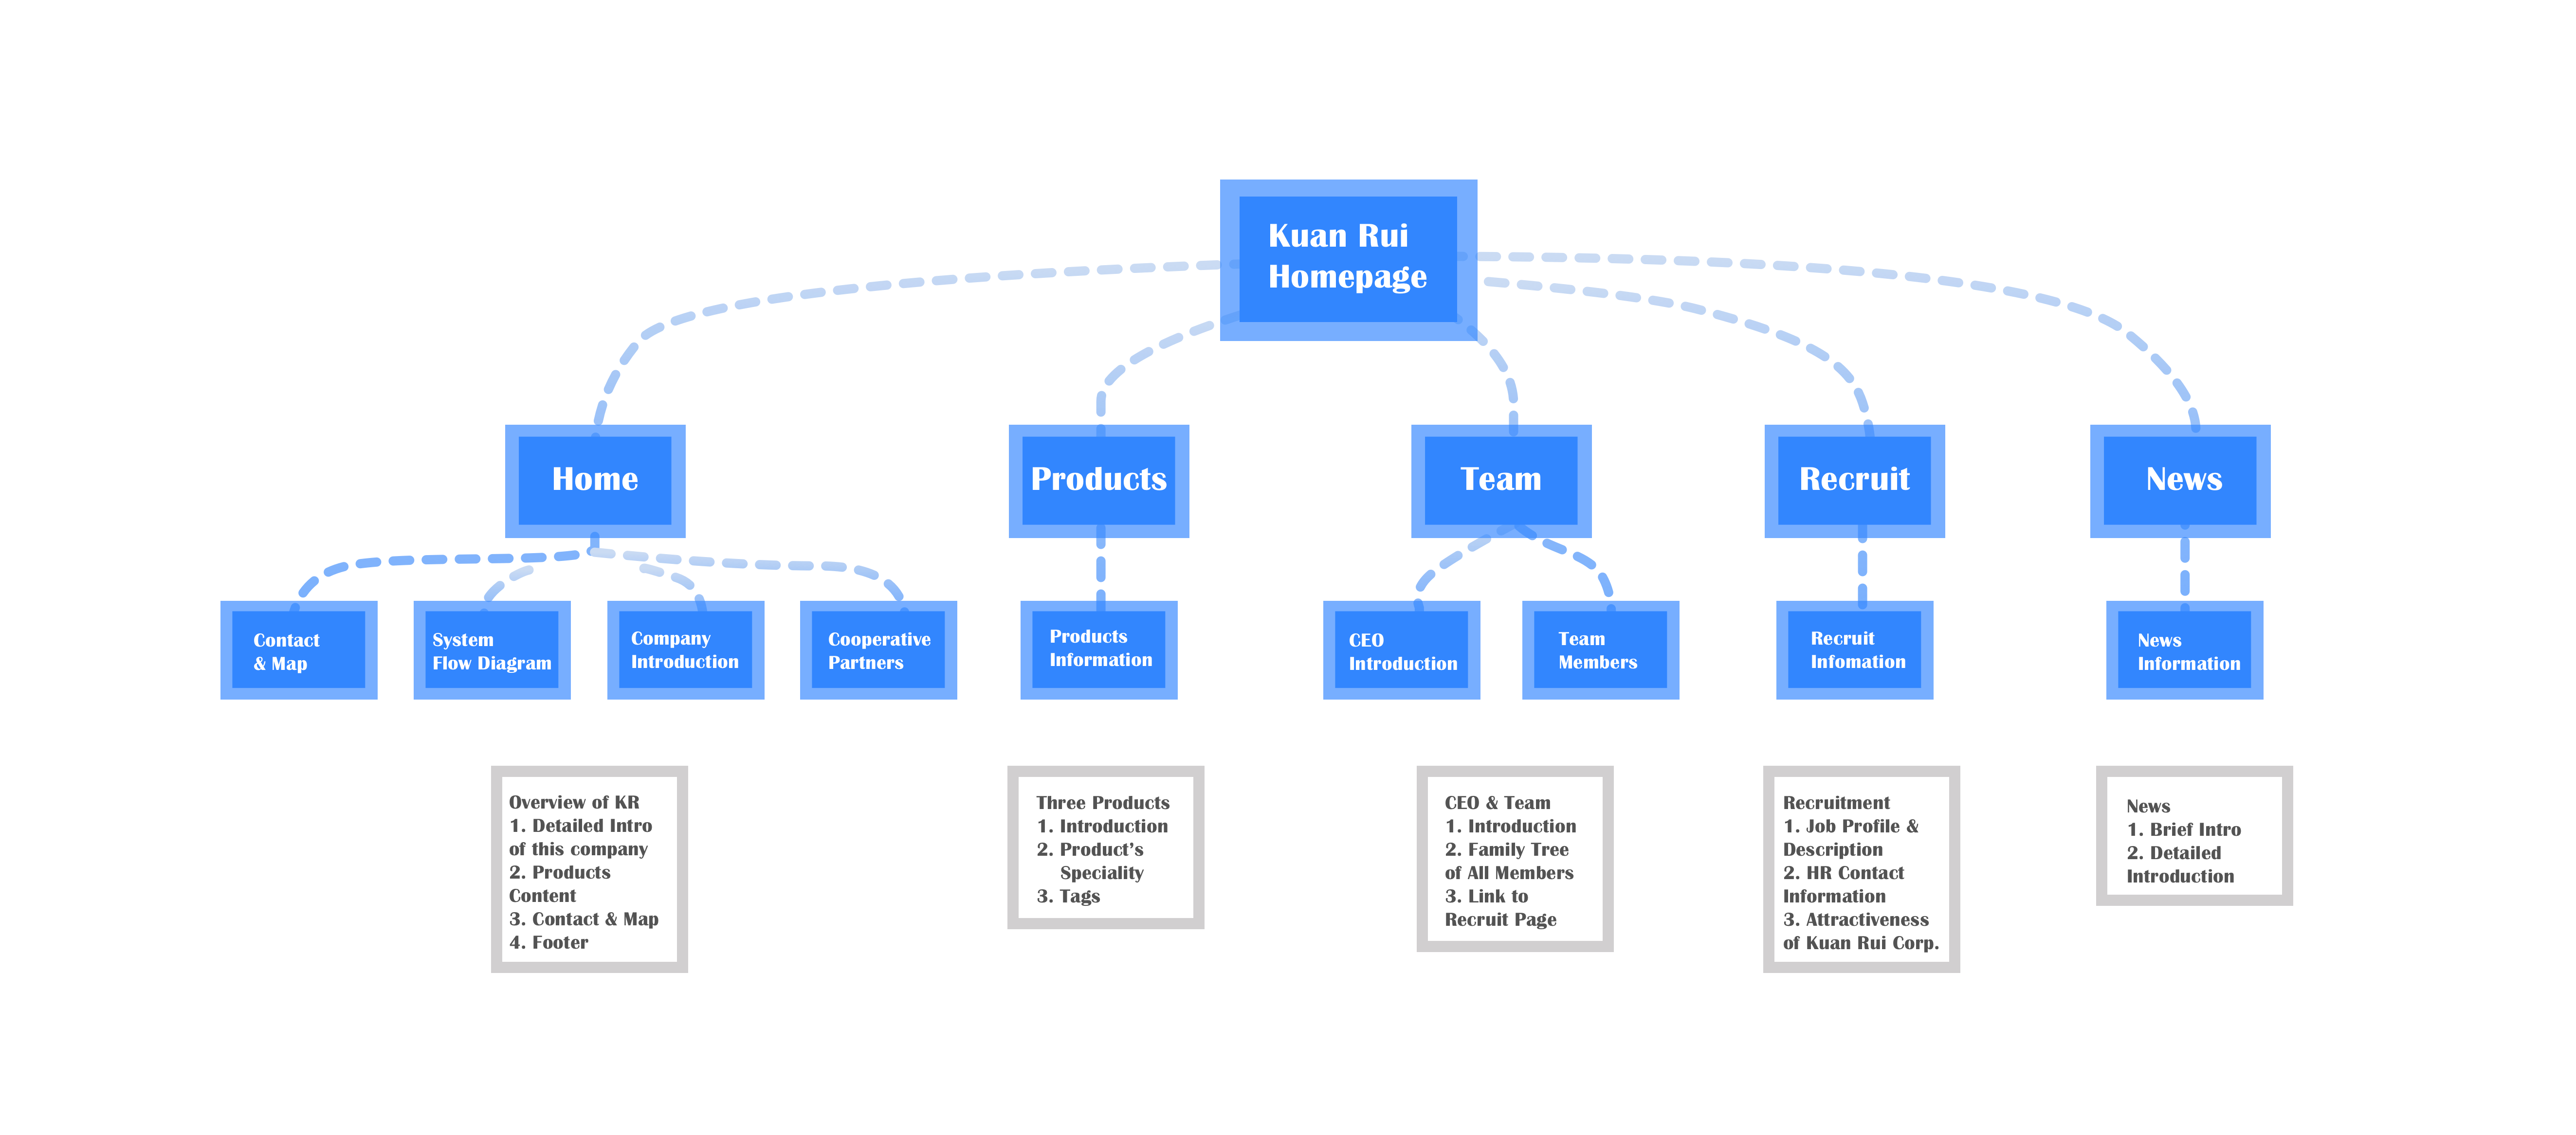 Kuan Rui
Homepage
Home
Products
Team
Recruit
News
Contact
& Map
System
Flow Diagram
Company
Introduction
Cooperative
Partners
Products
Information
CEO
Introduction
Team
Members
Recruit
Infomation
News
Information
Overview of KR
1. Detailed Intro
of this company
2. Products
Content
3. Contact & Map
4. Footer
Three Products
1. Introduction
2. Product’s
Speciality
3. Tags
CEO & Team
1. Introduction
2. Family Tree
of All Members
3. Link to
Recruit Page
Recruitment
1. Job Profile &
Description
2. HR Contact
Information
3. Attractiveness
of Kuan Rui Corp.
News
1. Brief Intro
2. Detailed
Introduction